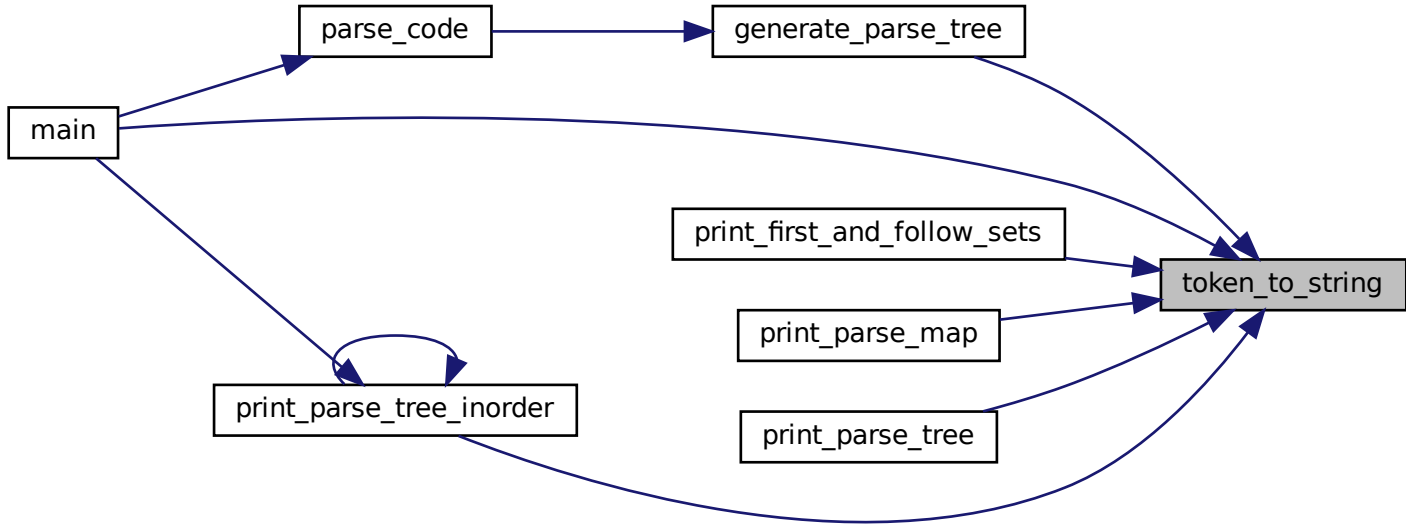 parse_code
generate_parse_tree
main
print_first_and_follow_sets
token_to_string
print_parse_map
print_parse_tree_inorder
print_parse_tree